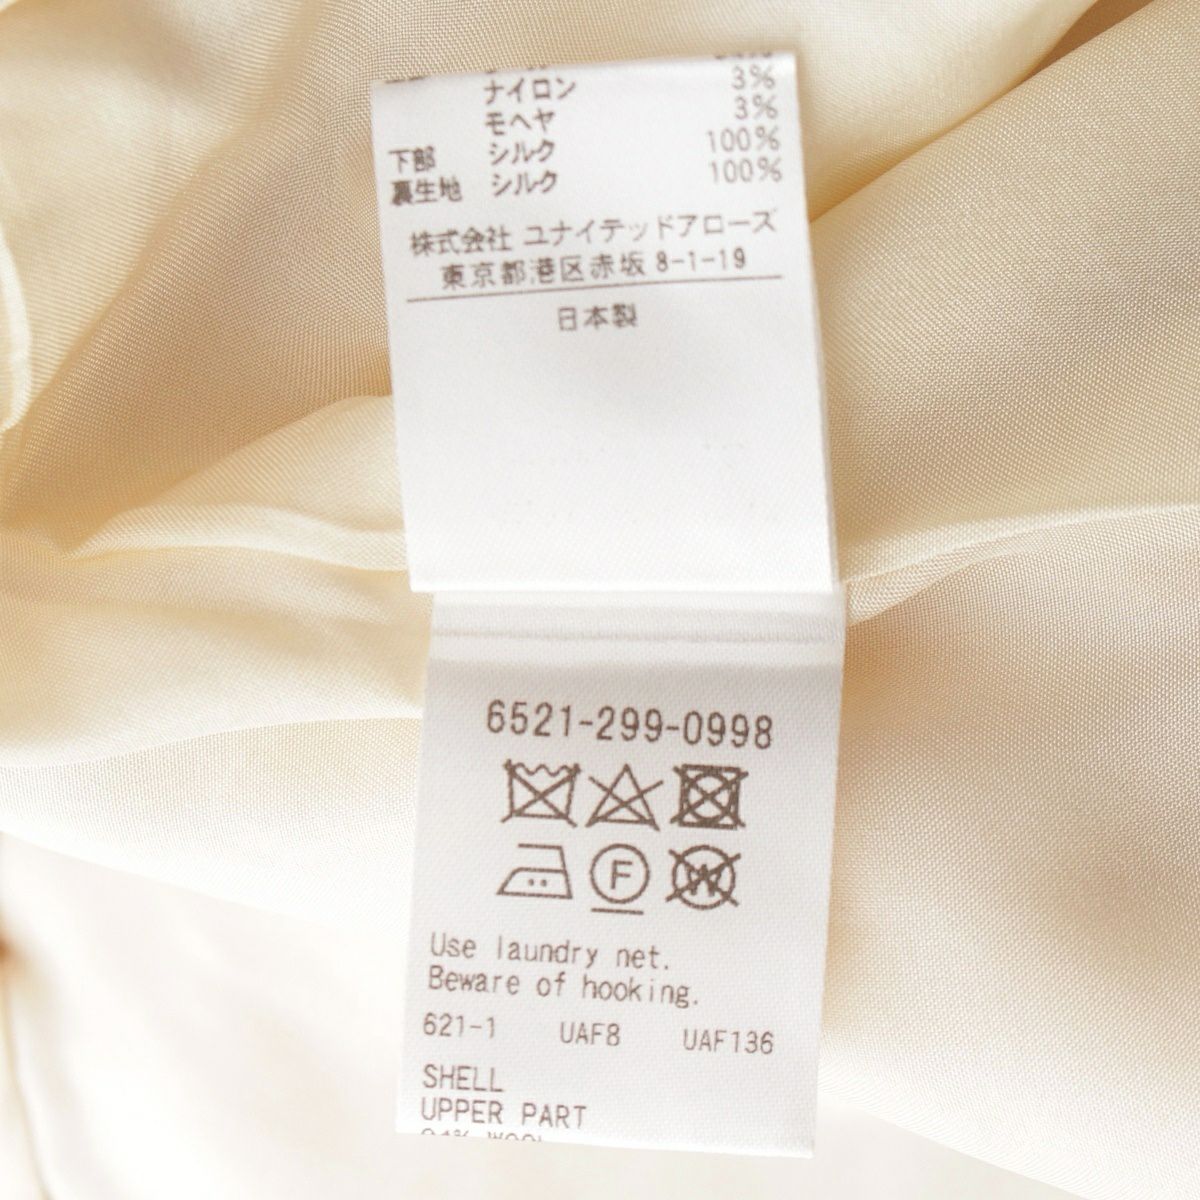 ナイロン 3%
モヘヤ 3%
下部 シルク 100%
裏生地 シルク 100%
株式会社 ユナイテッドアローズ
東京都港区赤坂 8-1-19
日本製
6521-299-0998
F W
Use laundry net.
Beware of hooking.
621-1 UAF8 UAF136
SHELL
UPPER PART
94% WOOL